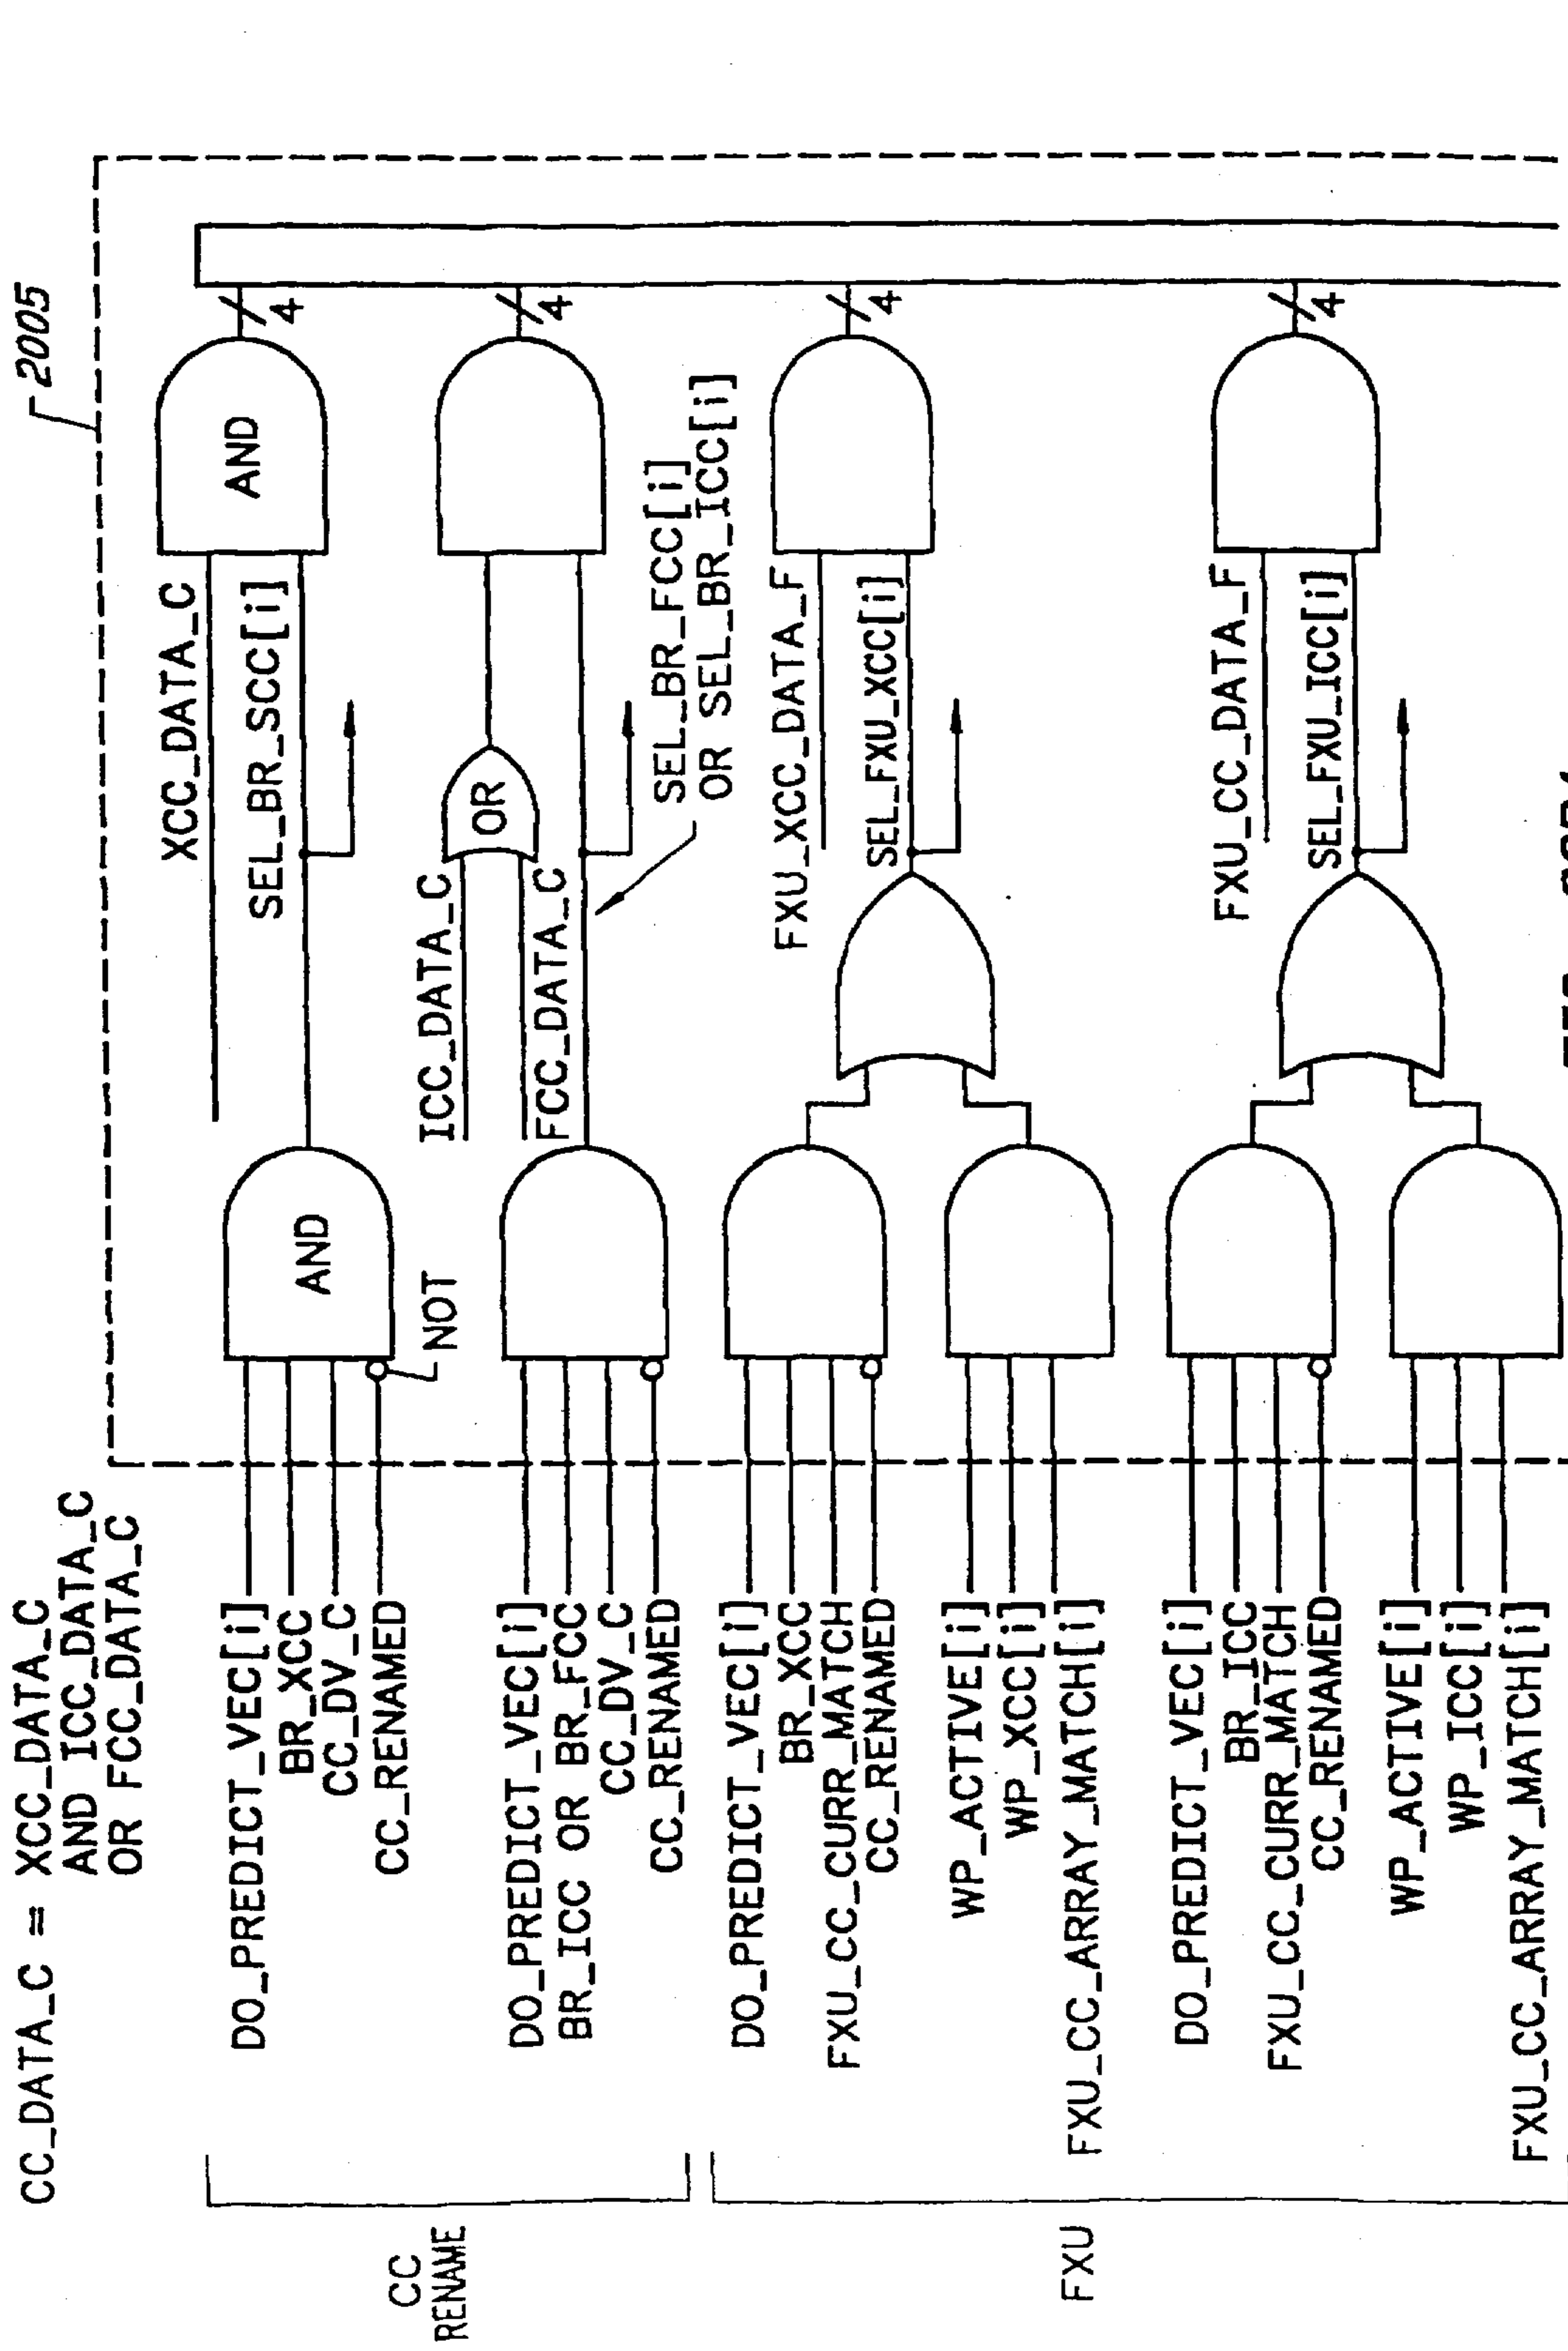 CC_DATA_C = XCC_DATA_C
AND ICC_DATA_C
OR FCC_DATA_C
2005
CC
RENAME
DO_PREDICT_VEC[i]
BR_XCC
CC_DV_C
CC_RENAMED
NOT
AND
XCC_DATA_C
SEL_BR_SCC[i]
AND
4
DO_PREDICT_VEC[i]
BR_ICC OR BR_FCC
CC_DV_C
CC_RENAMED
ICC_DATA_C
FCC_DATA_C
OR
SEL_BR_FCC[i]
OR SEL_BR_ICC[i]
4
FXU
DO_PREDICT_VEC[i]
BR_XCC
FXU_CC_CURR_MATCH
CC_RENAMED
WP_ACTIVE[i]
WP_XCC[i]
FXU_CC_ARRAY_MATCH[i]
FXU_XCC_DATA_F
SEL_FXU_XCC[i]
4
DO_PREDICT_VEC[i]
BR_ICC
FXU_CC_CURR_MATCH
CC_RENAMED
WP_ACTIVE[i]
WP_ICC[i]
FXU_CC_ARRAY_MATCH[i]
FXU_CC_DATA_F
SEL_FXU_ICC[i]
4